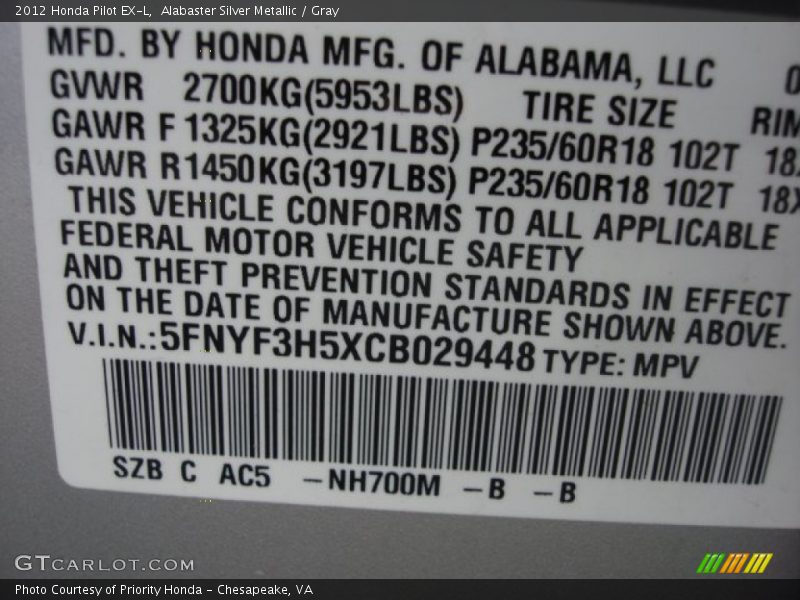 2012 Honda Pilot EX-L, Alabaster Silver Metallic / Gray
MFD. BY HONDA MFG. OF ALABAMA, LLC
GVWR 2700KG(5953LBS) TIRE SIZE RIM
GAWR F 1325KG(2921LBS) P235/60R18 102T 18X
GAWR R 1450KG(3197LBS) P235/60R18 102T 18X
THIS VEHICLE CONFORMS TO ALL APPLICABLE
FEDERAL MOTOR VEHICLE SAFETY
AND THEFT PREVENTION STANDARDS IN EFFECT
ON THE DATE OF MANUFACTURE SHOWN ABOVE.
V.I.N.:5FNYF3H5XCB029448 TYPE: MPV
SZB C AC5 -NH700M -B -B
GTCARLOT.COM
Photo Courtesy of Priority Honda - Chesapeake, VA